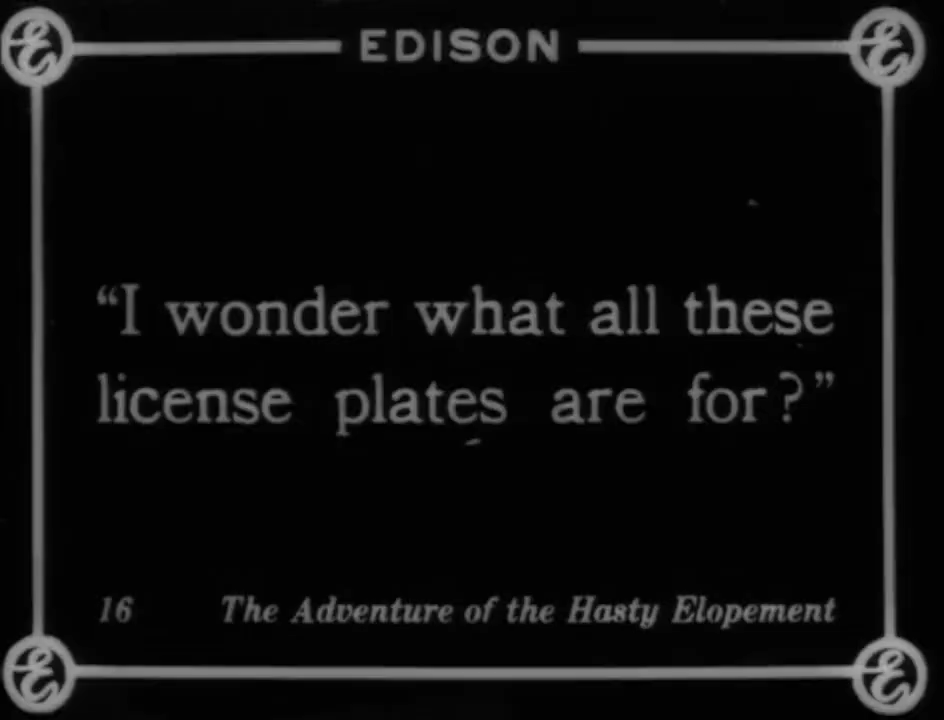 EDISON
“I wonder what all these
license plates are for?”
16 The Adventure of the Hasty Elopement